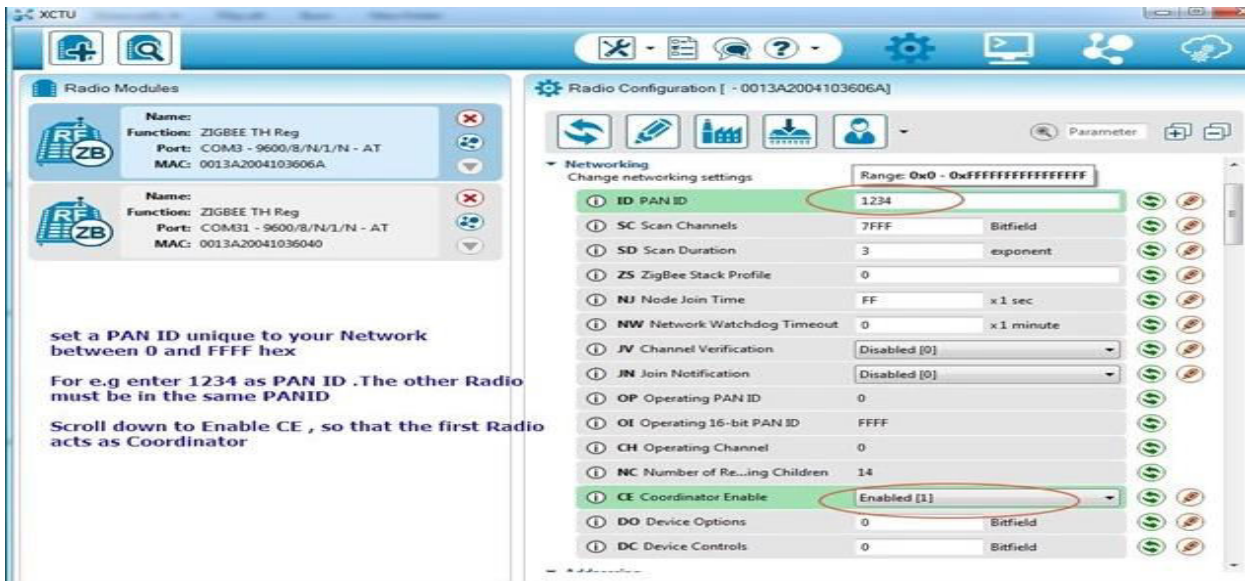 XCTU
Radio Modules
Name:
Function: ZIGBEE TH Reg
Port: COM3 - 9600/8/N/1/N - AT
MAC: 0013A2004103606A
Name:
Function: ZIGBEE TH Reg
Port: COM31 - 9600/8/N/1/N - AT
MAC: 0013A20041036040
set a PAN ID unique to your Network
between 0 and FFFF hex
For e.g enter 1234 as PAN ID .The other Radio
must be in the same PANID
Scroll down to Enable CE , so that the first Radio
acts as Coordinator
Radio Configuration [ - 0013A2004103606A]
Parameter
Networking
Change networking settings
Range: 0x0 - 0xFFFFFFFFFFFFFFFF
ID PAN ID 1234
SC Scan Channels 7FFF Bitfield
SD Scan Duration 3 exponent
ZS ZigBee Stack Profile 0
NJ Node Join Time FF x 1 sec
NW Network Watchdog Timeout 0 x 1 minute
JV Channel Verification Disabled [0]
JN Join Notification Disabled [0]
OP Operating PAN ID 0
OI Operating 16-bit PAN ID FFFF
CH Operating Channel 0
NC Number of Re...ing Children 14
CE Coordinator Enable Enabled [1]
DO Device Options 0 Bitfield
DC Device Controls 0 Bitfield